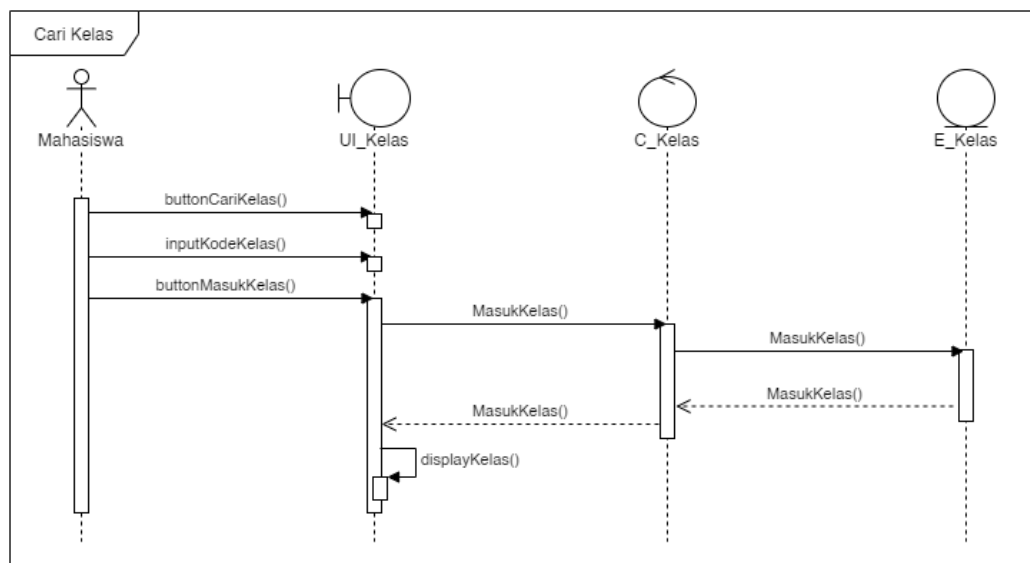 Cari Kelas
Mahasiswa
UI_Kelas
C_Kelas
E_Kelas
buttonCariKelas()
inputKodeKelas()
buttonMasukKelas()
MasukKelas()
MasukKelas()
MasukKelas()
MasukKelas()
displayKelas()